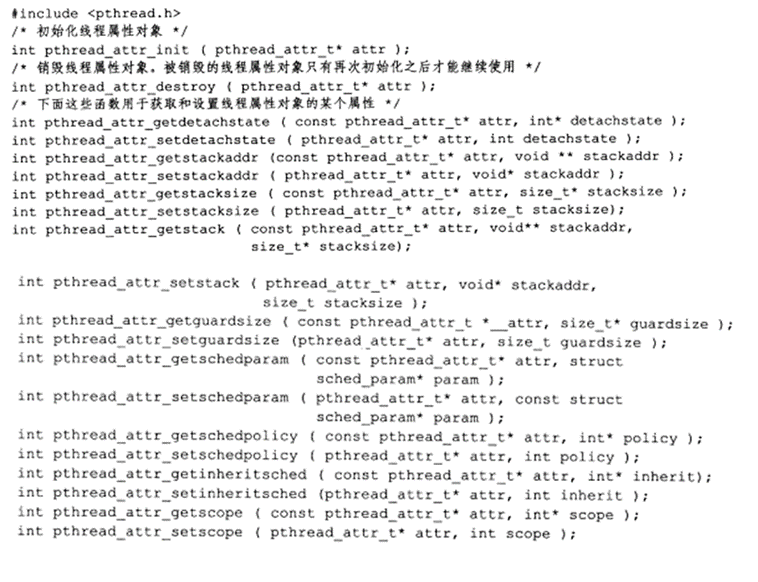 #include <pthread.h>
/* 初始化线程属性对象 */
int pthread_attr_init ( pthread_attr_t* attr );
/* 销毁线程属性对象。被销毁的线程属性对象只有再次初始化之后才能继续使用 */
int pthread_attr_destroy ( pthread_attr_t* attr );
/* 下面这些函数用于获取和设置线程属性对象的某个属性 */
int pthread_attr_getdetachstate ( const pthread_attr_t* attr, int* detachstate );
int pthread_attr_setdetachstate ( pthread_attr_t* attr, int detachstate );
int pthread_attr_getstackaddr (const pthread_attr_t* attr, void ** stackaddr );
int pthread_attr_setstackaddr ( pthread_attr_t* attr, void* stackaddr );
int pthread_attr_getstacksize ( const pthread_attr_t* attr, size_t* stacksize );
int pthread_attr_setstacksize ( pthread_attr_t* attr, size_t stacksize);
int pthread_attr_getstack ( const pthread_attr_t* attr, void** stackaddr,
size_t* stacksize);
int pthread_attr_setstack ( pthread_attr_t* attr, void* stackaddr,
size_t stacksize );
int pthread_attr_getguardsize ( const pthread_attr_t *__attr, size_t* guardsize );
int pthread_attr_setguardsize (pthread_attr_t* attr, size_t guardsize );
int pthread_attr_getschedparam ( const pthread_attr_t* attr, struct
sched_param* param );
int pthread_attr_setschedparam ( pthread_attr_t* attr, const struct
sched_param* param );
int pthread_attr_getschedpolicy ( const pthread_attr_t* attr, int* policy );
int pthread_attr_setschedpolicy ( pthread_attr_t* attr, int policy );
int pthread_attr_getinheritsched ( const pthread_attr_t* attr, int* inherit);
int pthread_attr_setinheritsched (pthread_attr_t* attr, int inherit );
int pthread_attr_getscope ( const pthread_attr_t* attr, int* scope );
int pthread_attr_setscope ( pthread_attr_t* attr, int scope );